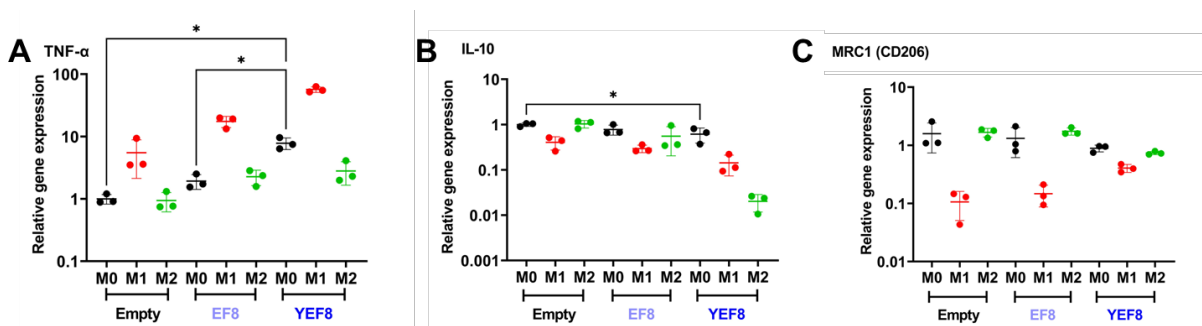 A
TNF-α
Relative gene expression
100
10
1
0.1
*
*
M0 M1 M2 M0 M1 M2 M0 M1 M2
Empty EF8 YEF8
B
IL-10
Relative gene expression
10
1
0.1
0.01
0.001
*
M0 M1 M2 M0 M1 M2 M0 M1 M2
Empty EF8 YEF8
C
MRC1 (CD206)
Relative gene expression
10
1
0.1
0.01
M0 M1 M2 M0 M1 M2 M0 M1 M2
Empty EF8 YEF8